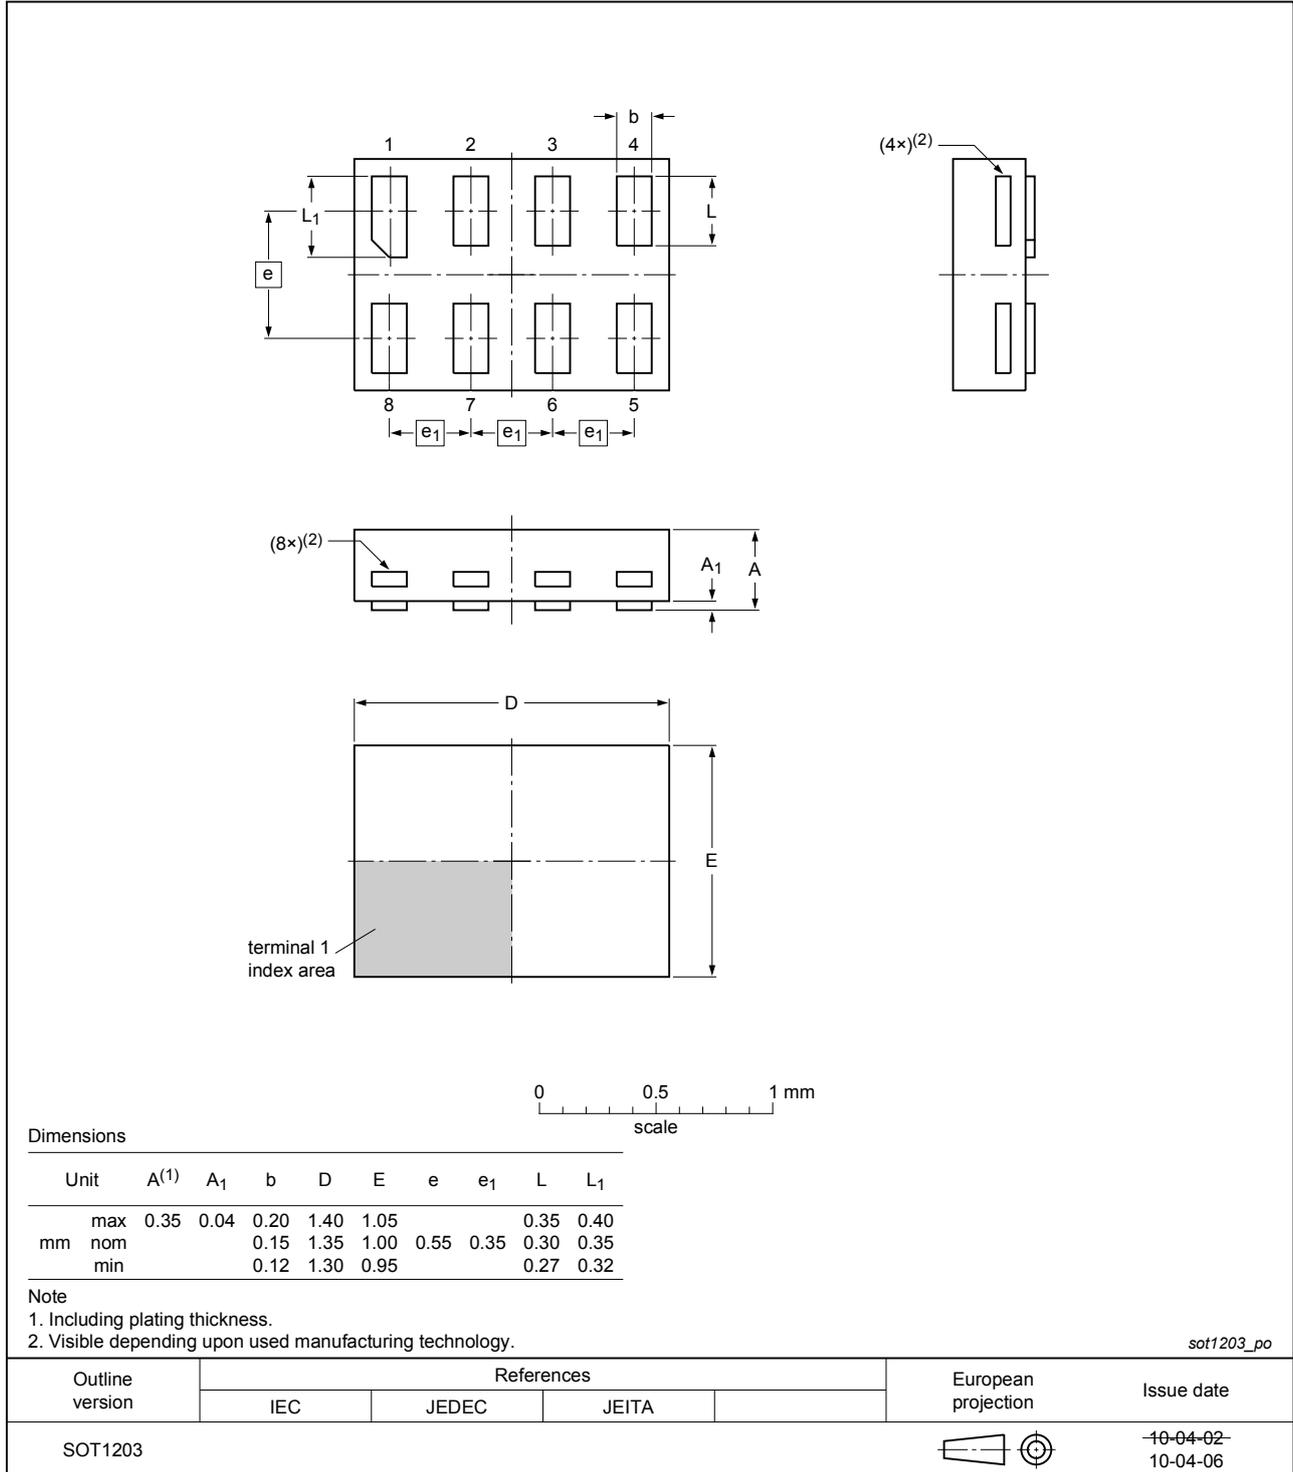 b
1 2 3 4
(4×)(2)
L1
L
e
8 7 6 5
e1 e1 e1
(8×)(2)
A1 A
D
E
terminal 1
index area
0 0.5 1 mm
scale
Dimensions
Unit A(1) A1 b D E e e1 L L1
max 0.35 0.04 0.20 1.40 1.05 0.35 0.40
mm nom 0.15 1.35 1.00 0.55 0.35 0.30 0.35
min 0.12 1.30 0.95 0.27 0.32
Note
1. Including plating thickness.
2. Visible depending upon used manufacturing technology.
sot1203_po
Outline
version
References
IEC JEDEC JEITA
European
projection
Issue date
SOT1203
10-04-02
10-04-06